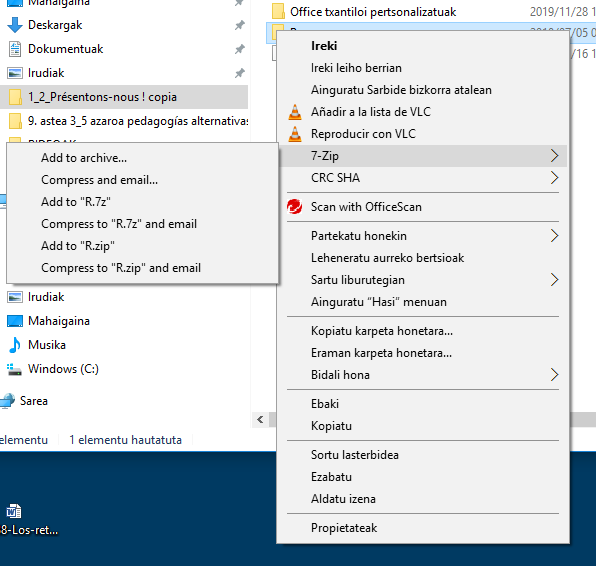 Mahaigaina
Deskargak
Dokumentuak
Irudiak
1_2_Présentons-nous ! copia
9. astea 3_5 azaroa pedagogías alternativas
Office txantiloi pertsonalizatuak 2019/11/28
Ireki
Ireki leiho berrian
Ainguratu Sarbide bizkorra atalean
Añadir a la lista de VLC
Reproducir con VLC
7-Zip
CRC SHA
Scan with OfficeScan
Partekatu honekin
Leheneratu aurreko bertsioak
Sartu liburutegian
Ainguratu "Hasi" menuan
Kopiatu karpeta honetara...
Eraman karpeta honetara...
Bidali hona
Ebaki
Kopiatu
Sortu lasterbidea
Ezabatu
Aldatu izena
Propietateak
Add to archive...
Compress and email...
Add to "R.7z"
Compress to "R.7z" and email
Add to "R.zip"
Compress to "R.zip" and email
Irudiak
Mahaigaina
Musika
Windows (C:)
Sarea
elementu 1 elementu hautatuta
8-Los-ret...